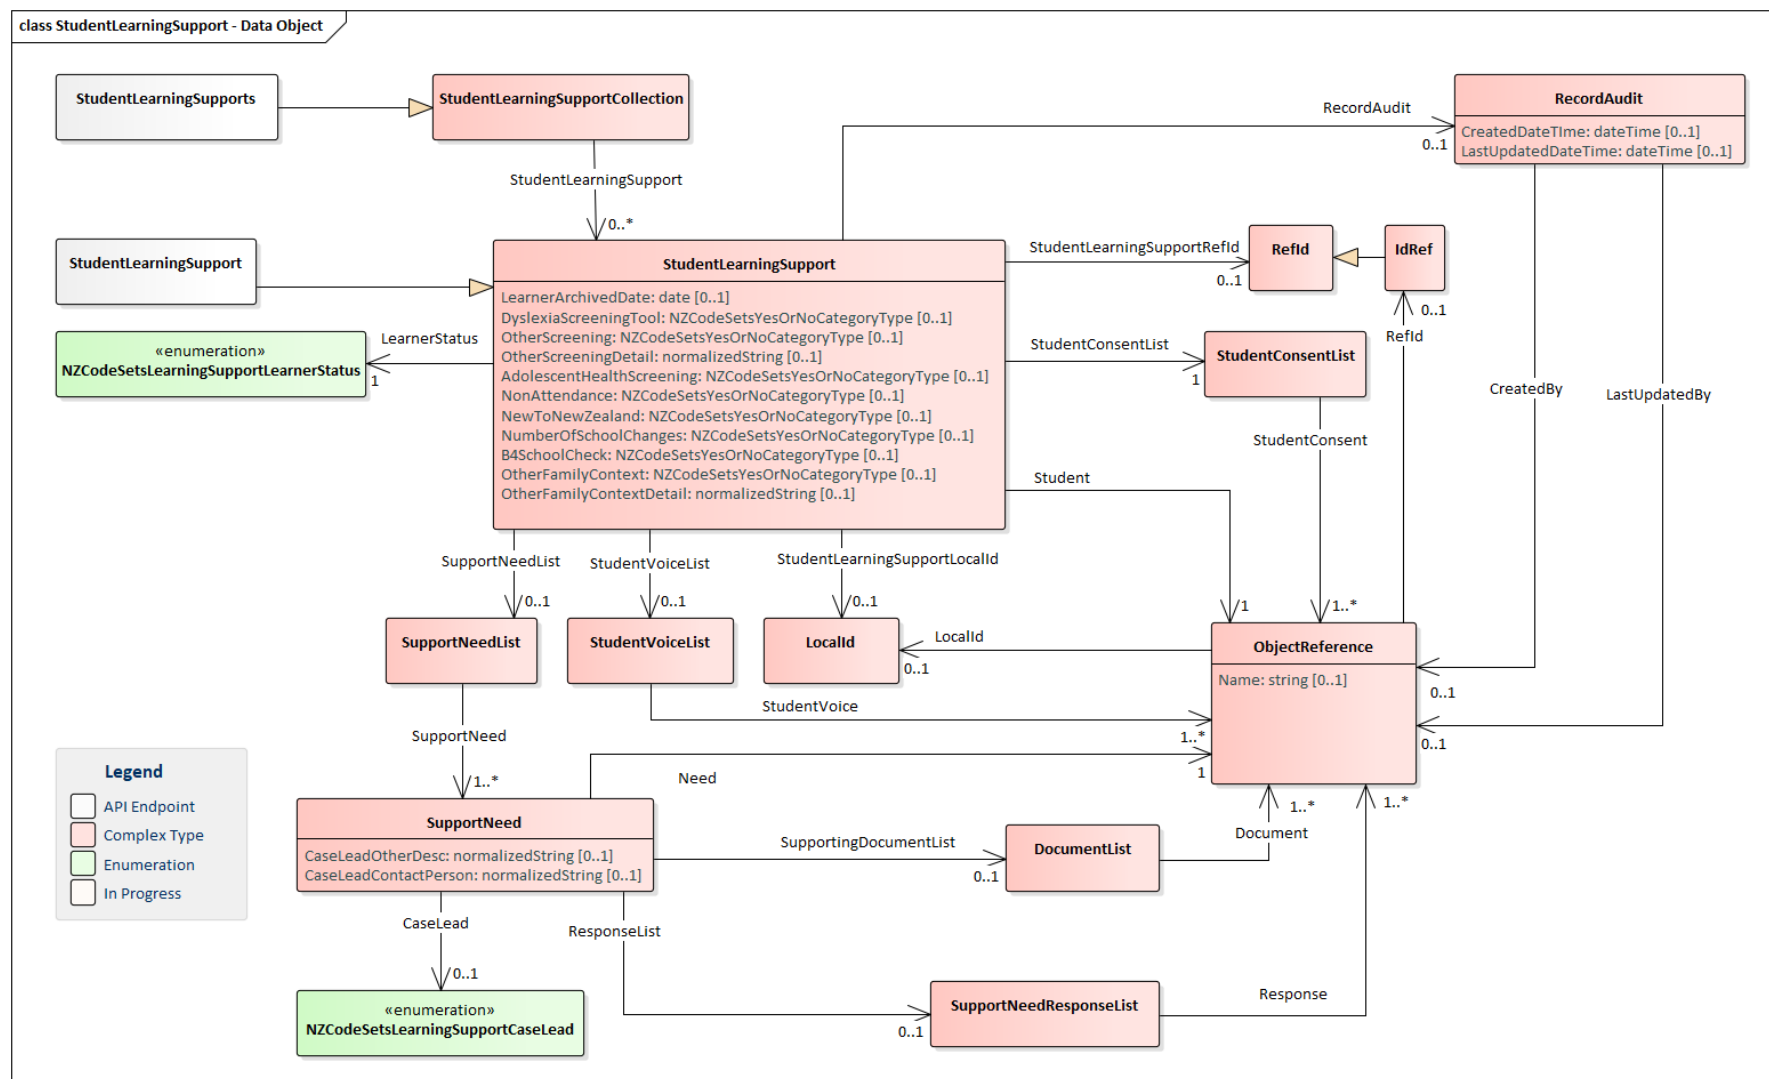 class StudentLearningSupport - Data Object
StudentLearningSupports
StudentLearningSupportCollection
RecordAudit
RecordAudit
CreatedDateTIme: dateTime [0..1]
LastUpdatedDateTime: dateTime [0..1]
0..1
StudentLearningSupport
0..*
StudentLearningSupport
StudentLearningSupport
LearnerArchivedDate: date [0..1]
DyslexiaScreeningTool: NZCodeSetsYesOrNoCategoryType [0..1]
OtherScreening: NZCodeSetsYesOrNoCategoryType [0..1]
OtherScreeningDetail: normalizedString [0..1]
AdolescentHealthScreening: NZCodeSetsYesOrNoCategoryType [0..1]
NonAttendance: NZCodeSetsYesOrNoCategoryType [0..1]
NewToNewZealand: NZCodeSetsYesOrNoCategoryType [0..1]
NumberOfSchoolChanges: NZCodeSetsYesOrNoCategoryType [0..1]
B4SchoolCheck: NZCodeSetsYesOrNoCategoryType [0..1]
OtherFamilyContext: NZCodeSetsYesOrNoCategoryType [0..1]
OtherFamilyContextDetail: normalizedString [0..1]
StudentLearningSupportRefId
0..1
RefId
IdRef
0..1
RefId
LearnerStatus
1
«enumeration»
NZCodeSetsLearningSupportLearnerStatus
StudentConsentList
1
StudentConsentList
CreatedBy
LastUpdatedBy
StudentConsent
1..*
Student
1
SupportNeedList
0..1
StudentVoiceList
0..1
StudentLearningSupportLocalId
0..1
SupportNeedList
StudentVoiceList
LocalId
LocalId
0..1
ObjectReference
Name: string [0..1]
0..1
0..1
StudentVoice
1..*
SupportNeed
1..*
Need
1
Legend
API Endpoint
Complex Type
Enumeration
In Progress
SupportNeed
CaseLeadOtherDesc: normalizedString [0..1]
CaseLeadContactPerson: normalizedString [0..1]
SupportingDocumentList
0..1
DocumentList
Document
1..*
1..*
CaseLead
0..1
ResponseList
0..1
«enumeration»
NZCodeSetsLearningSupportCaseLead
SupportNeedResponseList
Response